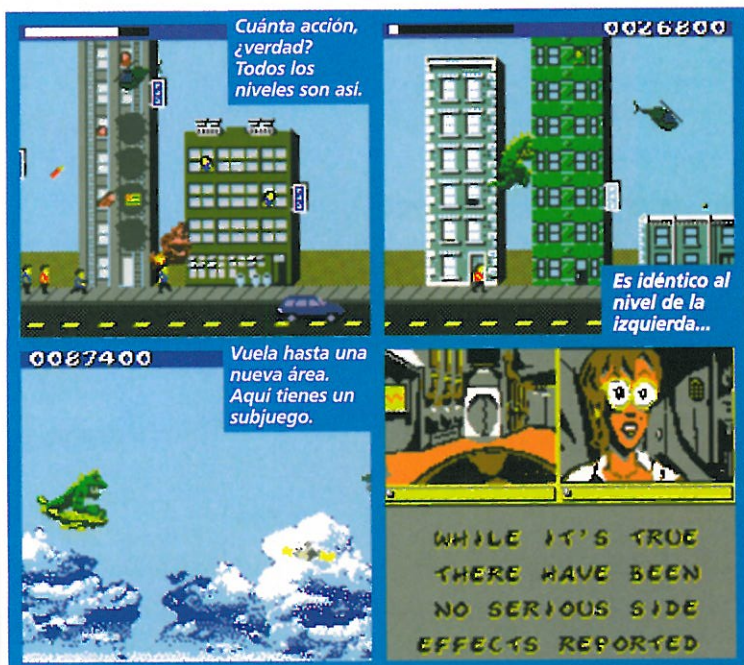 Cuánta acción,
¿verdad?
Todos los
niveles son así.
0026800
Es idéntico al
nivel de la
izquierda...
0087400
Vuela hasta una
nueva área.
Aquí tienes un
subjuego.
WHILE IT'S TRUE
THERE HAVE BEEN
NO SERIOUS SIDE
EFFECTS REPORTED